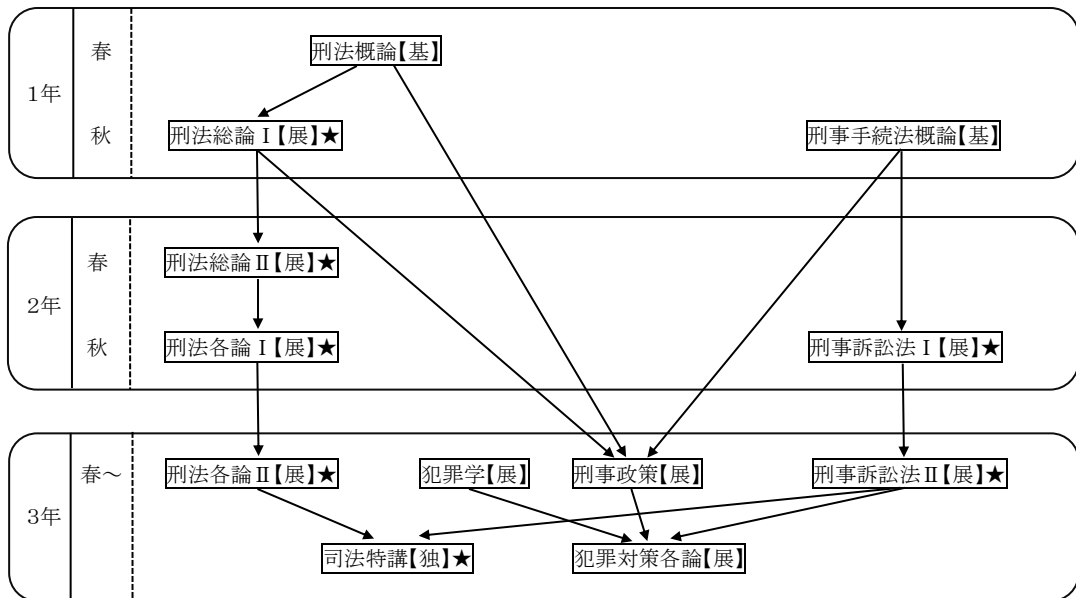 春
刑法概論【基】
1年
秋
刑法総論Ⅰ【展】★
刑事手続法概論【基】
春
刑法総論Ⅱ【展】★
2年
秋
刑法各論Ⅰ【展】★
刑事訴訟法Ⅰ【展】★
春~
刑法各論Ⅱ【展】★
犯罪学【展】
刑事政策【展】
刑事訴訟法Ⅱ【展】★
3年
司法特講【独】★
犯罪対策各論【展】